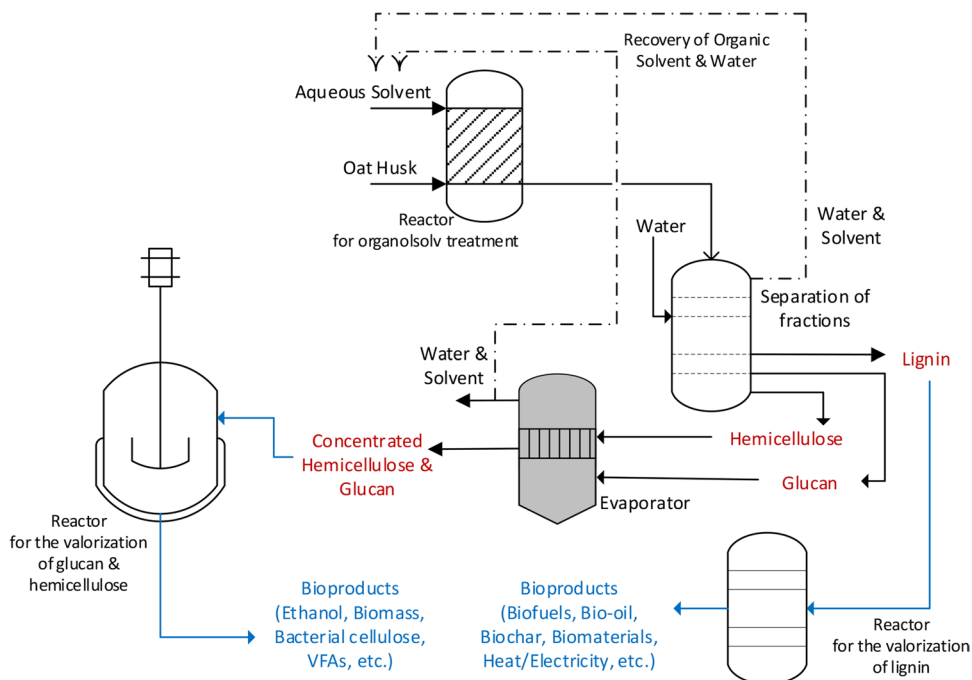 Recovery of Organic
Solvent & Water
Aqueous Solvent
Oat Husk
Reactor
for organolsolv treatment
Water &
Solvent
Water
Separation of
fractions
Lignin
Water &
Solvent
Concentrated
Hemicellulose &
Glucan
Hemicellulose
Glucan
Evaporator
Reactor
for the valorization
of glucan &
hemicellulose
Bioproducts
(Ethanol, Biomass,
Bacterial cellulose,
VFAs, etc.)
Bioproducts
(Biofuels, Bio-oil,
Biochar, Biomaterials,
Heat/Electricity, etc.)
Reactor
for the valorization
of lignin